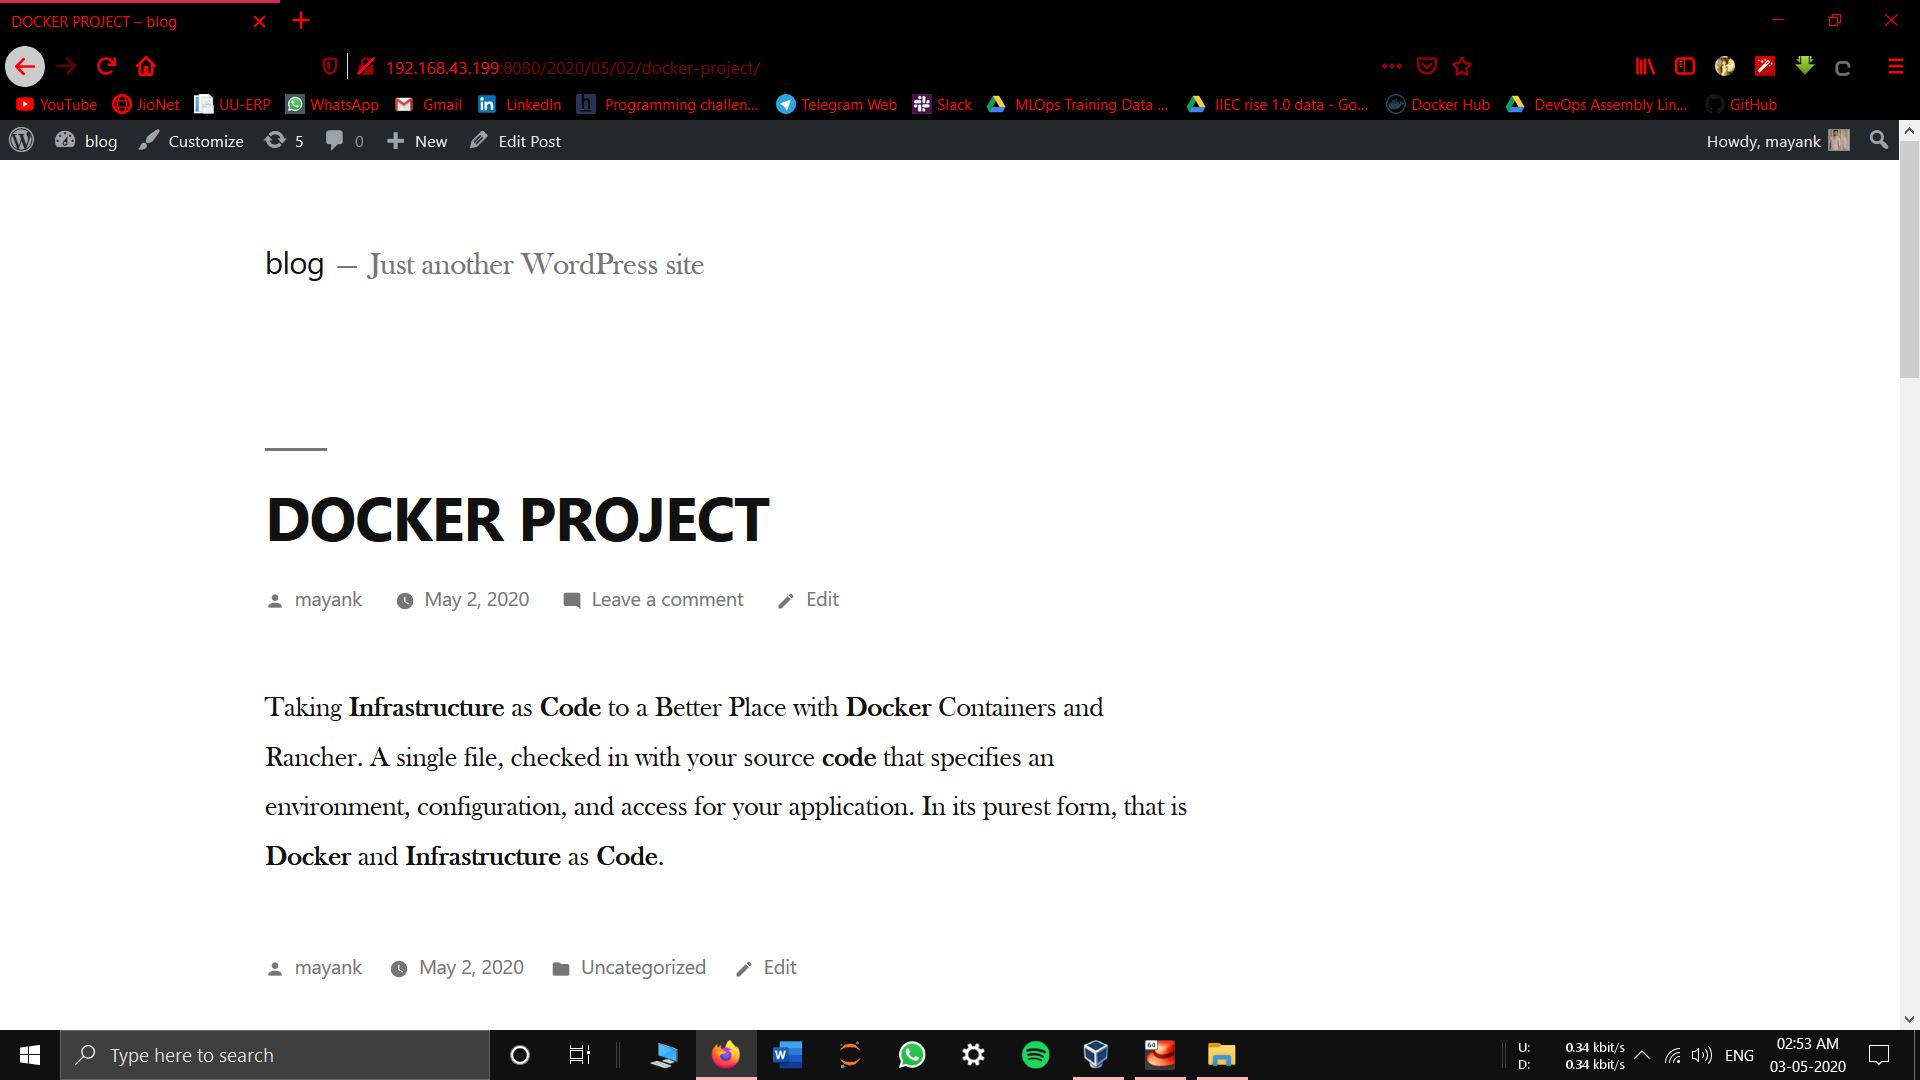 DOCKER PROJECT – blog
192.168.43.199:8080/2020/05/02/docker-project/
YouTube JioNet UU-ERP WhatsApp Gmail LinkedIn Programming challen... Telegram Web Slack MLOps Training Data ... IIEC rise 1.0 data - Go... Docker Hub DevOps Assembly Lin... GitHub
blog Customize 5 0 New Edit Post Howdy, mayank
blog — Just another WordPress site
DOCKER PROJECT
mayank May 2, 2020 Leave a comment Edit
Taking Infrastructure as Code to a Better Place with Docker Containers and
Rancher. A single file, checked in with your source code that specifies an
environment, configuration, and access for your application. In its purest form, that is
Docker and Infrastructure as Code.
mayank May 2, 2020 Uncategorized Edit
Type here to search
U: 0.34 kbit/s
D: 0.34 kbit/s
ENG
02:53 AM
03-05-2020